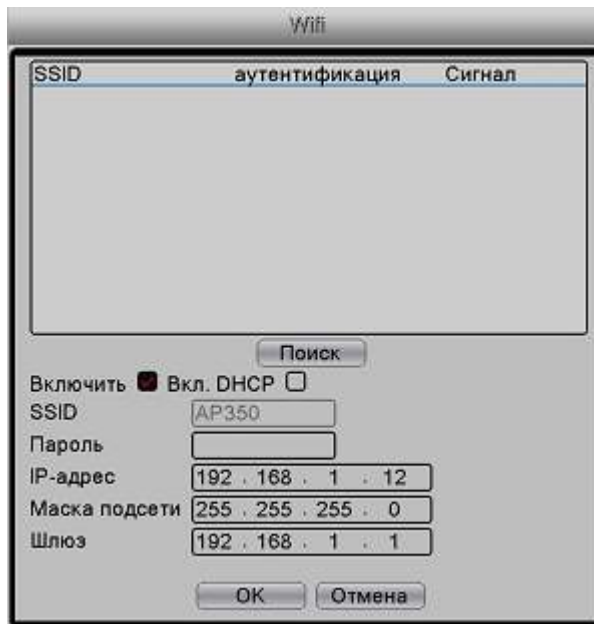 Wifi
SSID аутентификация Сигнал
Поиск
Включить Вкл. DHCP
SSID AP350
Пароль
IP-адрес 192 . 168 . 1 . 12
Маска подсети 255 . 255 . 255 . 0
Шлюз 192 . 168 . 1 . 1
OK Отмена